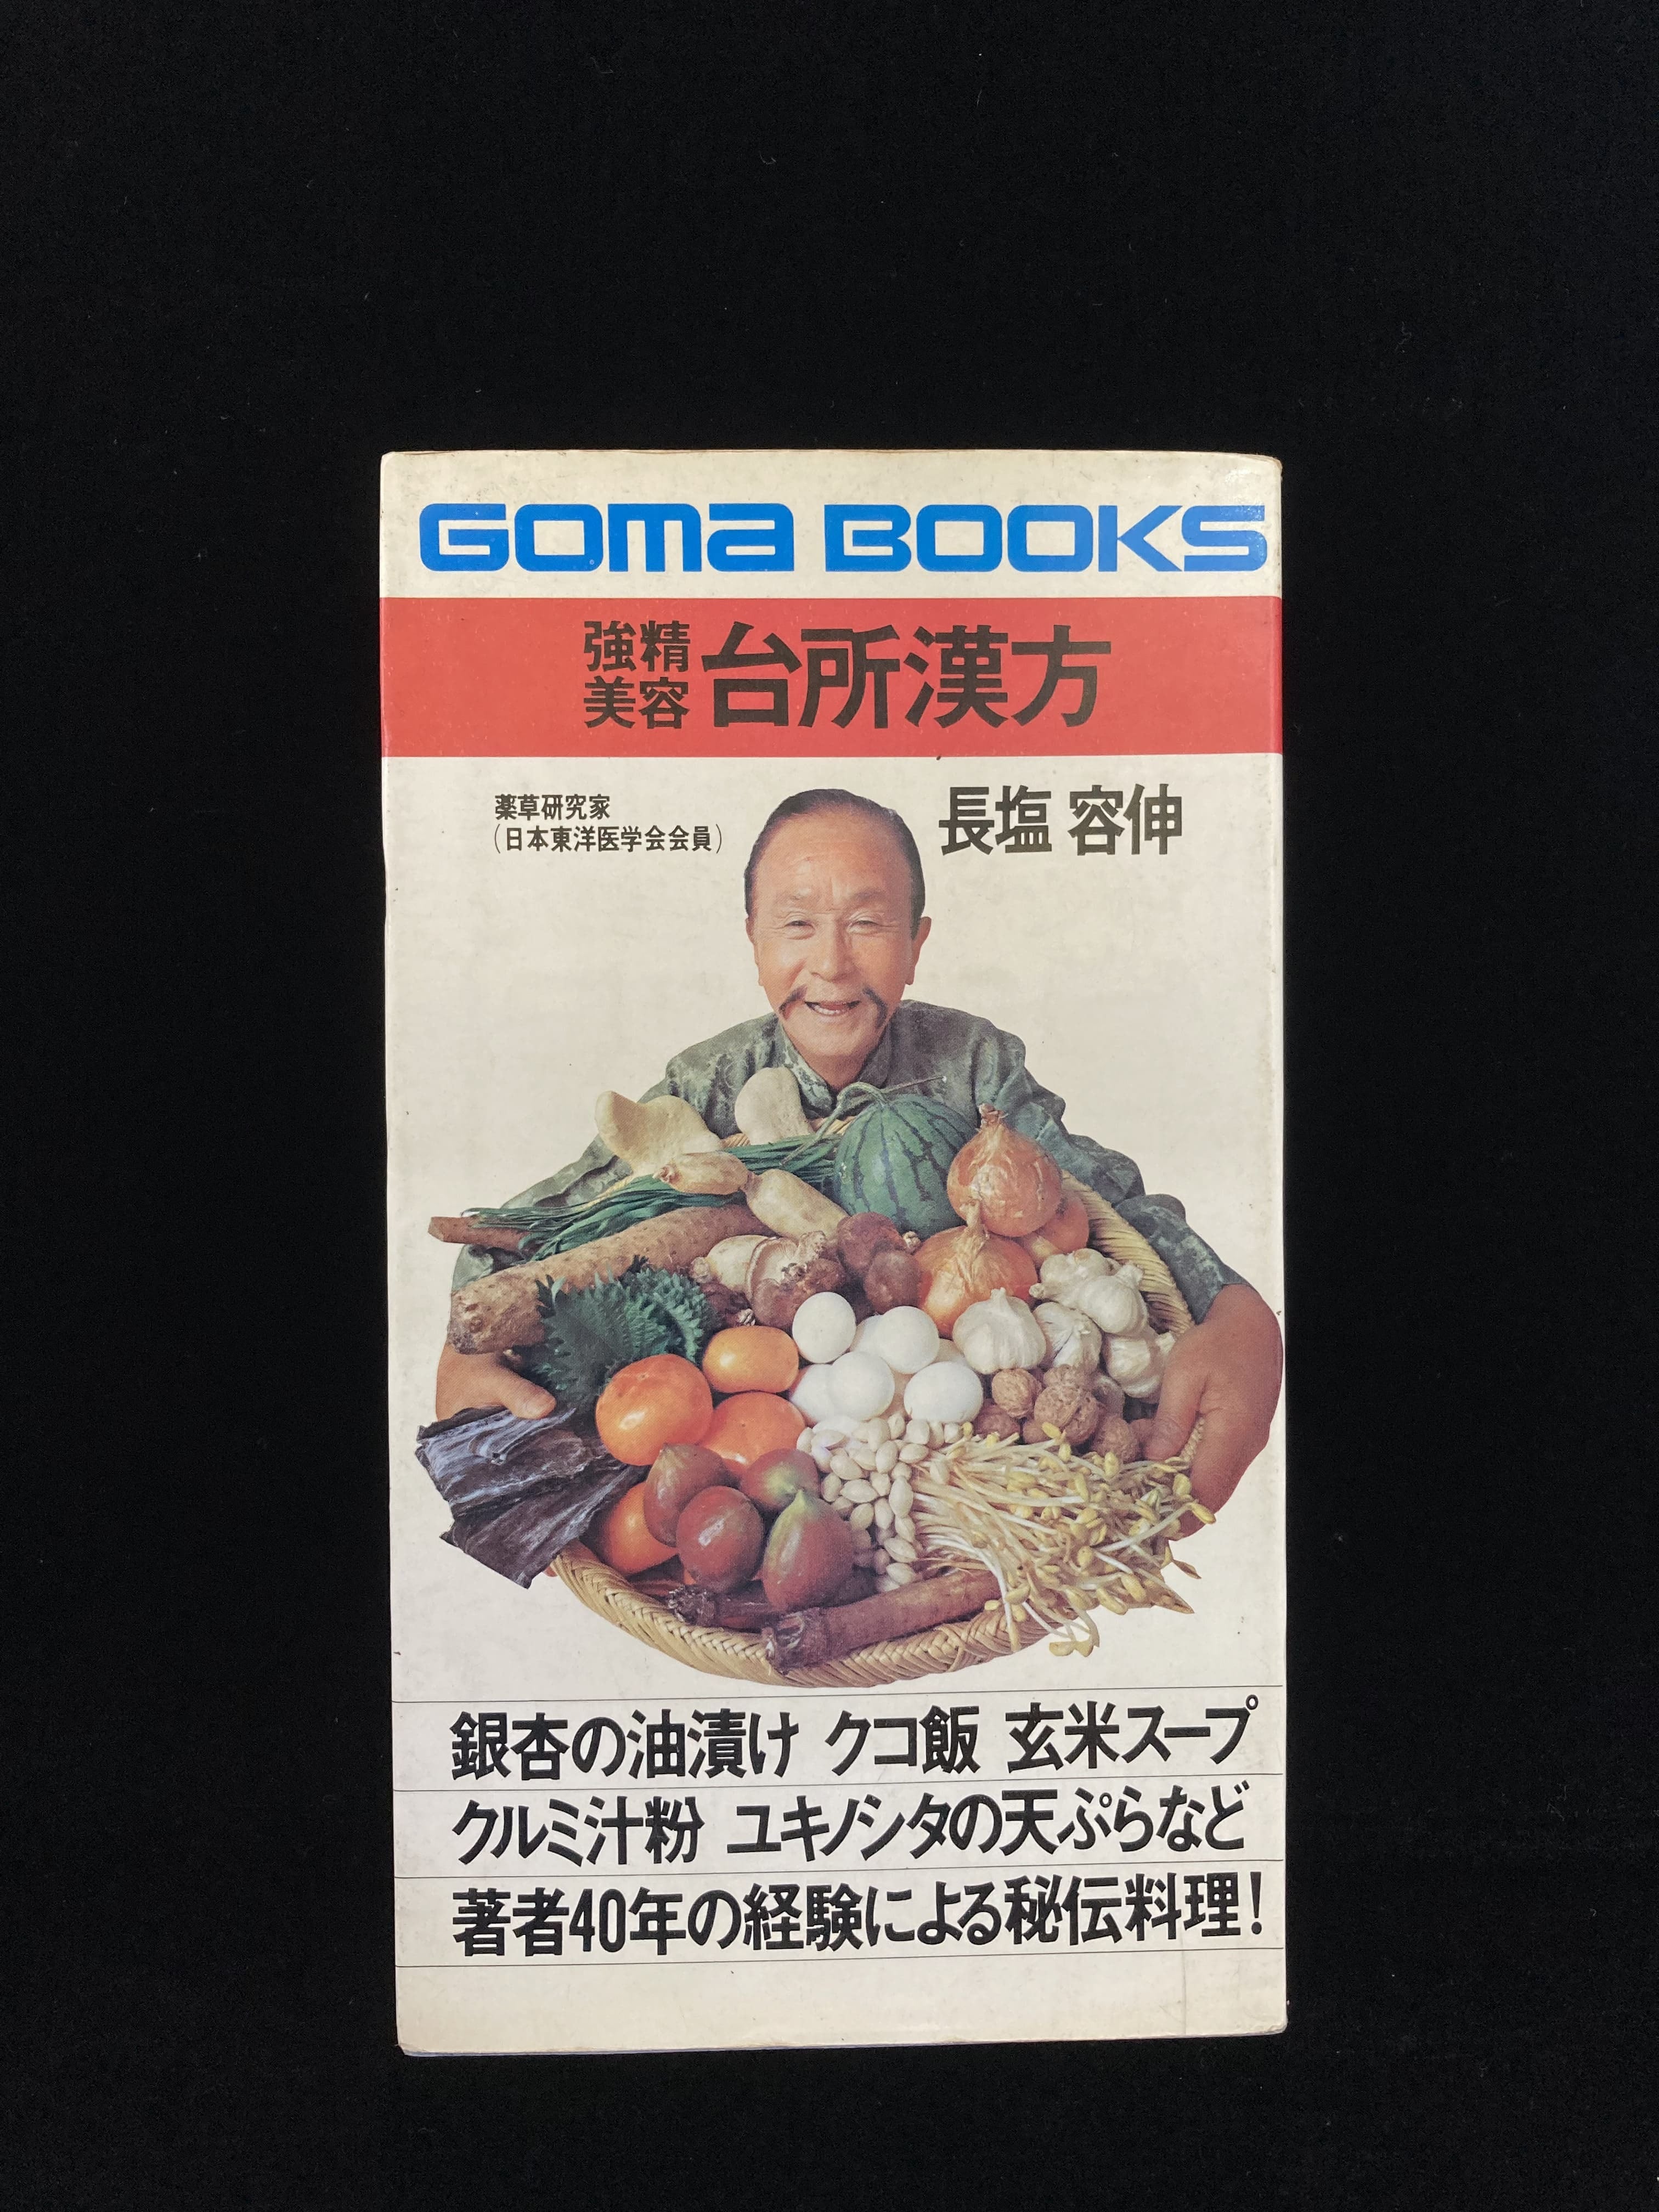 GOMA BOOKS
強精
美容
台所漢方
薬草研究家
(日本東洋医学会会員)
長塩 容伸
銀杏の油漬け クコ飯 玄米スープ
クルミ汁粉 ユキノシタの天ぷらなど
著者40年の経験による秘伝料理!